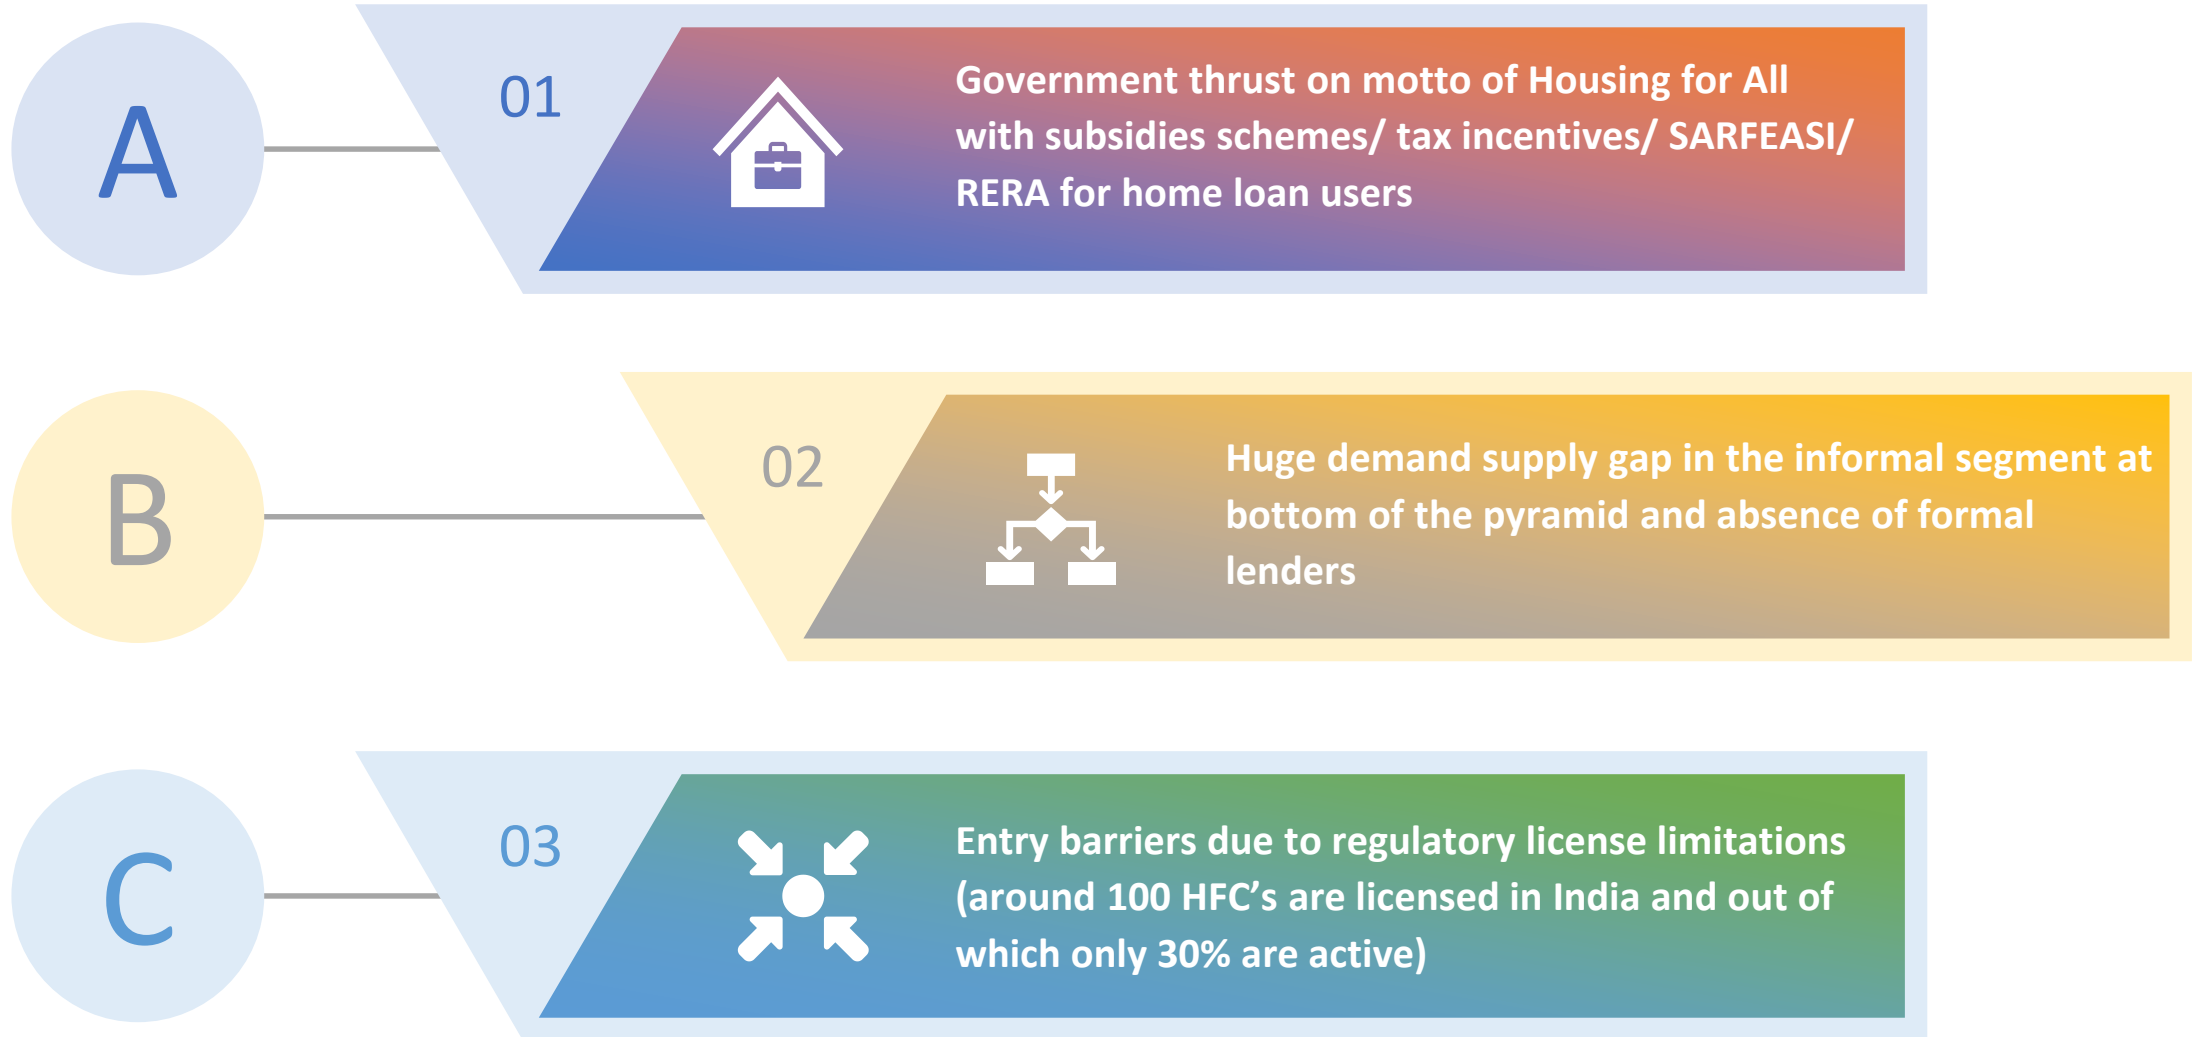 A
01
Government thrust on motto of Housing for All
with subsidies schemes/ tax incentives/ SARFEASI/
RERA for home loan users
B
02
Huge demand supply gap in the informal segment at
bottom of the pyramid and absence of formal
lenders
C
03
Entry barriers due to regulatory license limitations
(around 100 HFC’s are licensed in India and out of
which only 30% are active)